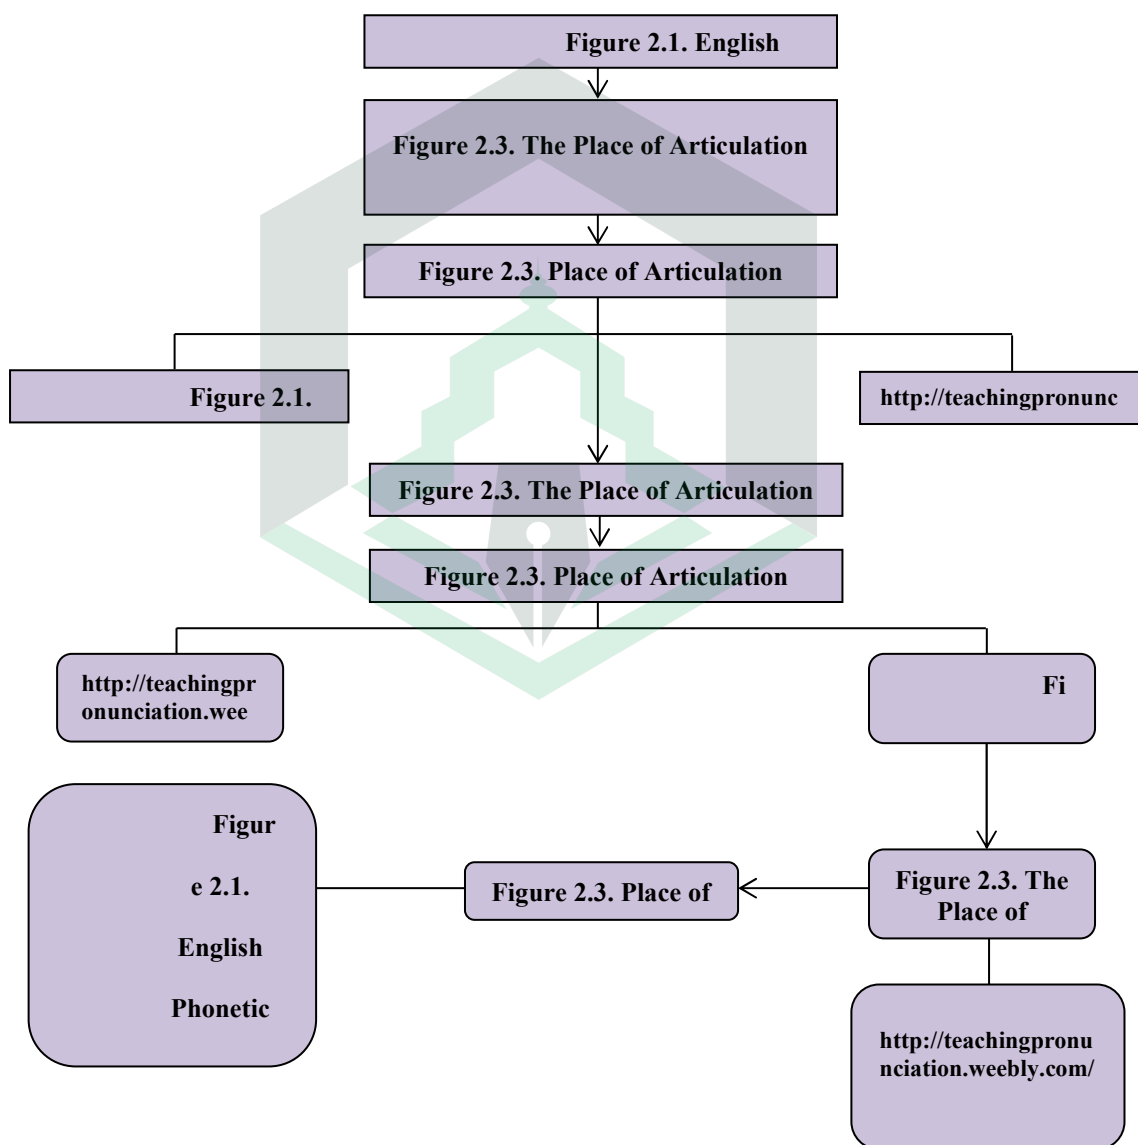 Figure 2.1. English
Figure 2.3. The Place of Articulation
Figure 2.3. Place of Articulation
Figure 2.1.
http://teachingpronunc
Figure 2.3. The Place of Articulation
Figure 2.3. Place of Articulation
http://teachingpr
onunciation.wee
Fi
Figur
e 2.1.
English
Phonetic
Figure 2.3. Place of
Figure 2.3. The
Place of
http://teachingpronu
nciation.weebly.com/